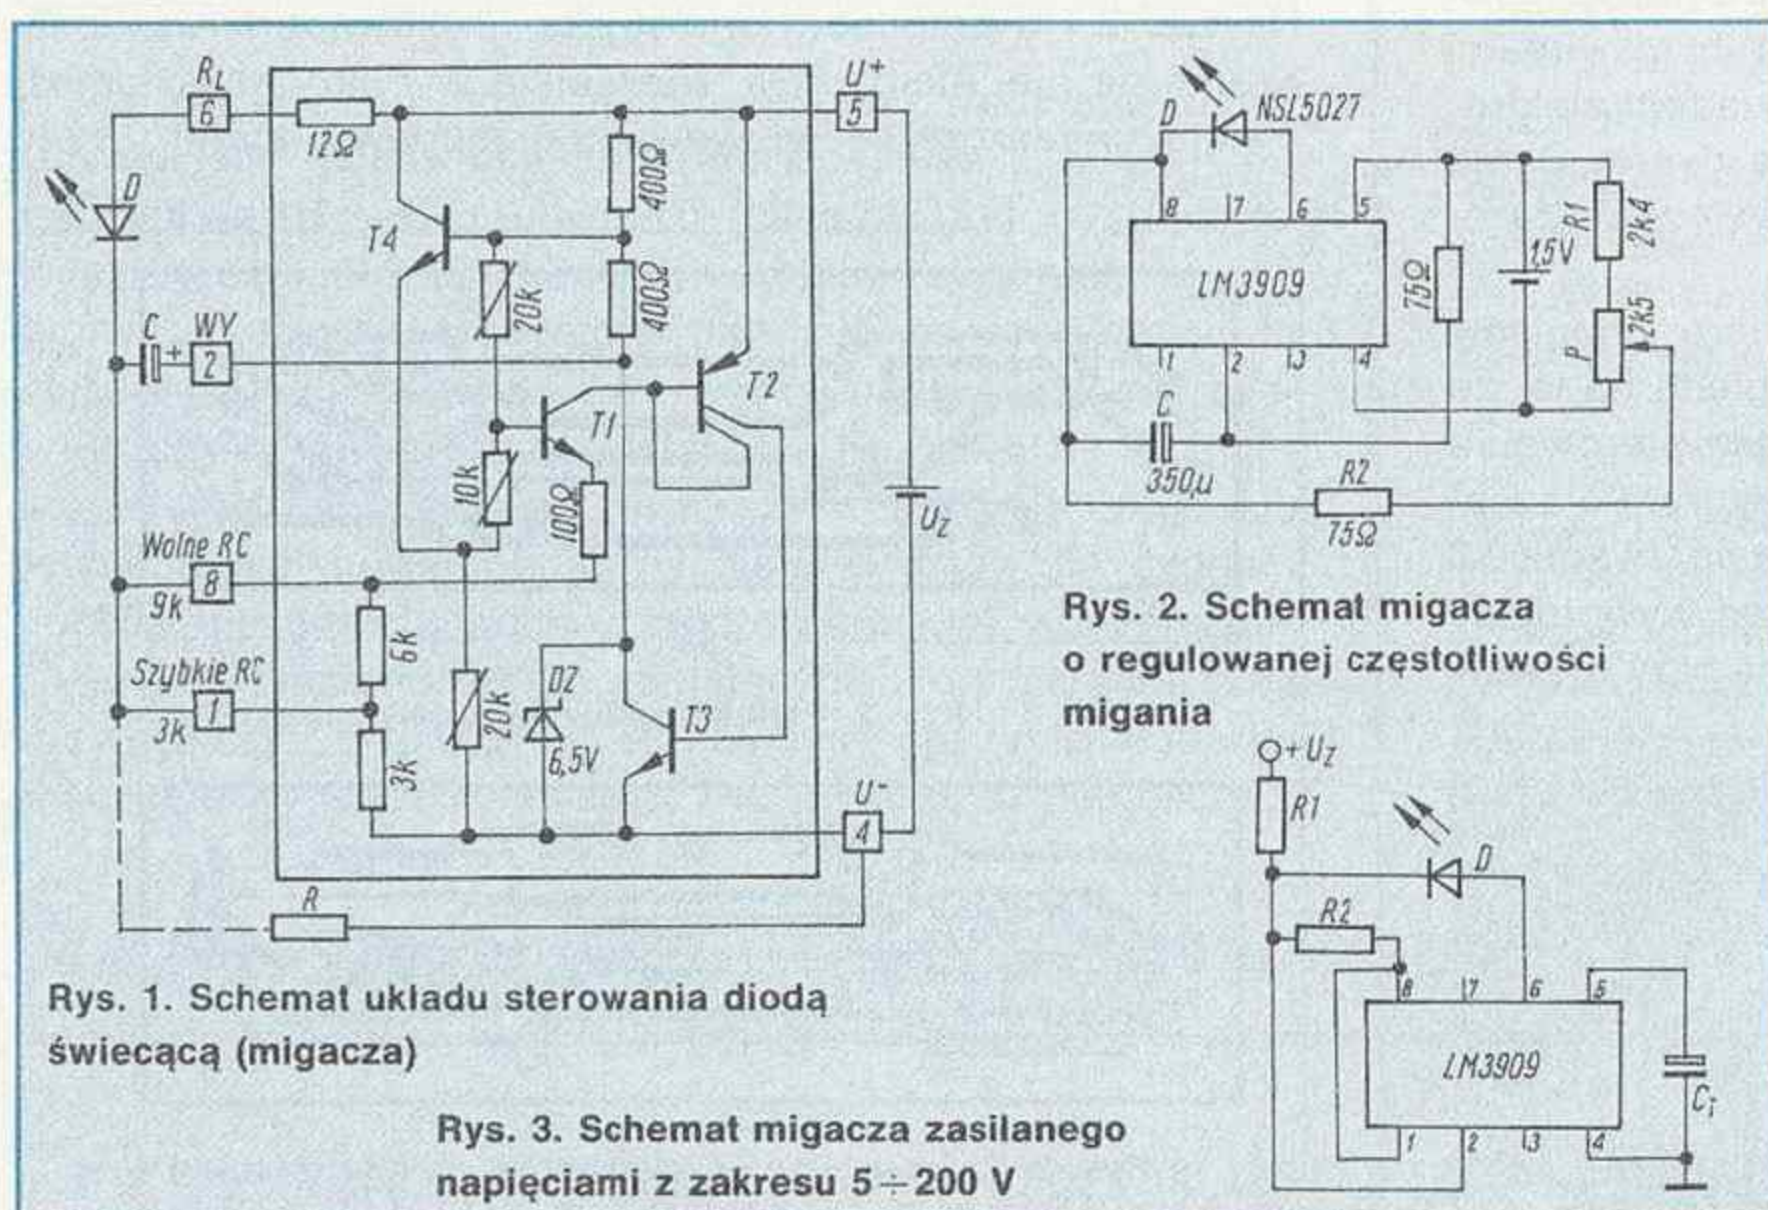 R_L
6
12Ω
U⁺
5
D
T4
400Ω
20k
400Ω
C
+
WY
2
T2
T1
10k
100Ω
U_Z
Wolne RC
8
9k
6k
Szybkie RC
1
3k
3k
20k
DZ
6,5V
T3
U⁻
4
R
Rys. 1. Schemat układu sterowania diodą
świecącą (migacza)
D
NSL5027
8 7 6 5
LM3909
1 2 3 4
75Ω
1,5V
R1
2k4
P
2k5
C
350µ
R2
75Ω
Rys. 2. Schemat migacza
o regulowanej częstotliwości
migania
+U_Z
R1
D
R2
8 7 6 5
LM3909
1 2 3 4
C_i
Rys. 3. Schemat migacza zasilanego
napięciami z zakresu 5÷200 V